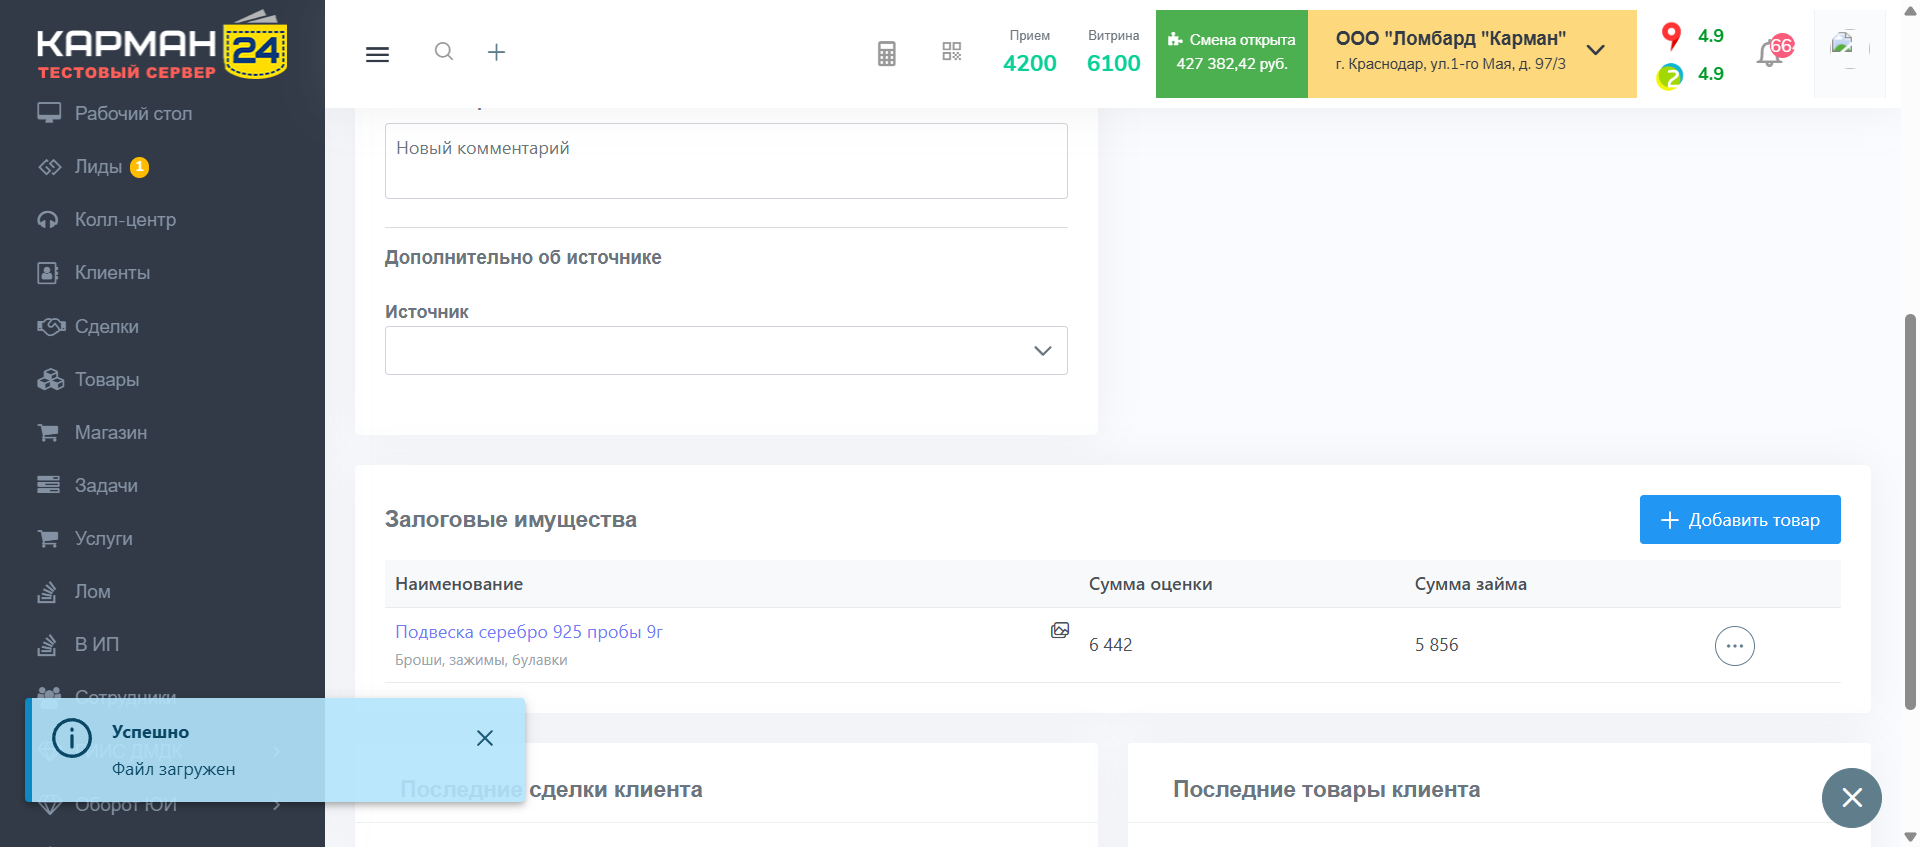 КАРМАН 24
ТЕСТОВЫЙ СЕРВЕР
Рабочий стол
Лиды 1
Колл-центр
Клиенты
Сделки
Товары
Магазин
Задачи
Услуги
Лом
В ИП
Сотрудники
Оборот ЮИ
Успешно
Файл загружен
Прием
4200
Витрина
6100
Смена открыта
427 382,42 руб.
ООО "Ломбард "Карман"
г. Краснодар, ул.1-го Мая, д. 97/3
4.9
4.9
Новый комментарий
Дополнительно об источнике
Источник
Залоговые имущества
Добавить товар
Наименование Сумма оценки Сумма займа
Подвеска серебро 925 пробы 9г
Броши, зажимы, булавки
6 442 5 856
Последние сделки клиента
Последние товары клиента